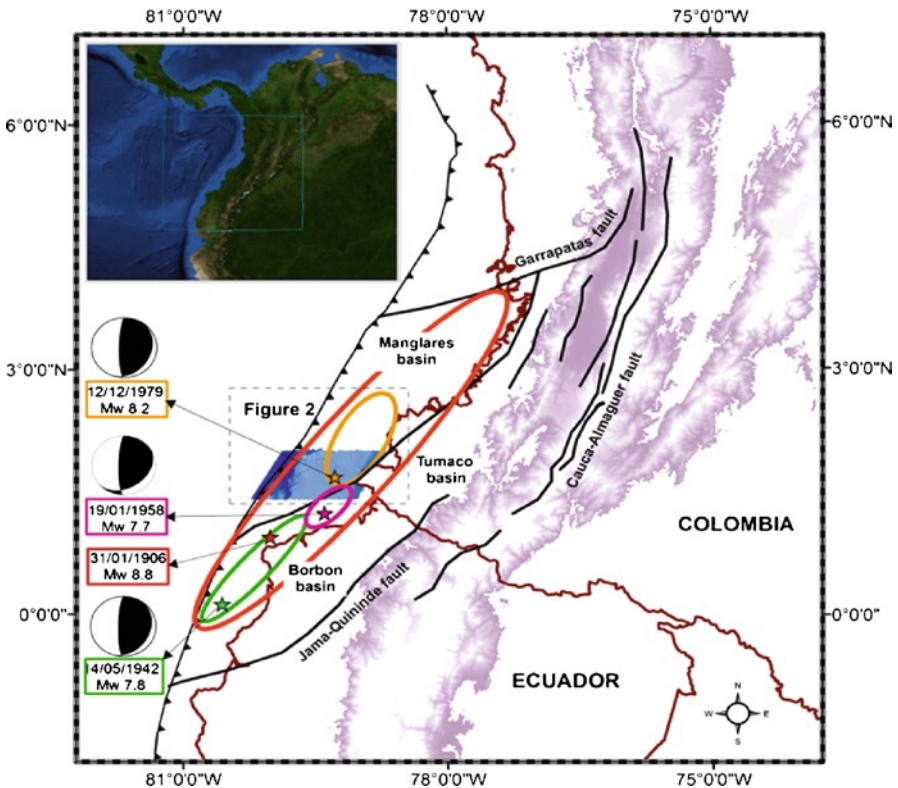 81°0'0"W
78°0'0"W
75°0'0"W
6°0'0"N
6°0'0"N
Garrapatas fault
Manglares
basin
3°0'0"N
3°0'0"N
12/12/1979
Mw 8.2
Figure 2
Cauca-Almaguer fault
Tumaco
basin
19/01/1958
Mw 7.7
COLOMBIA
31/01/1906
Mw 8.8
Borbon
basin
Jama-Quininde fault
0°0'0"
0°0'0"
14/05/1942
Mw 7.8
ECUADOR
N
W
E
S
81°0'0"W
78°0'0"W
75°0'0"W